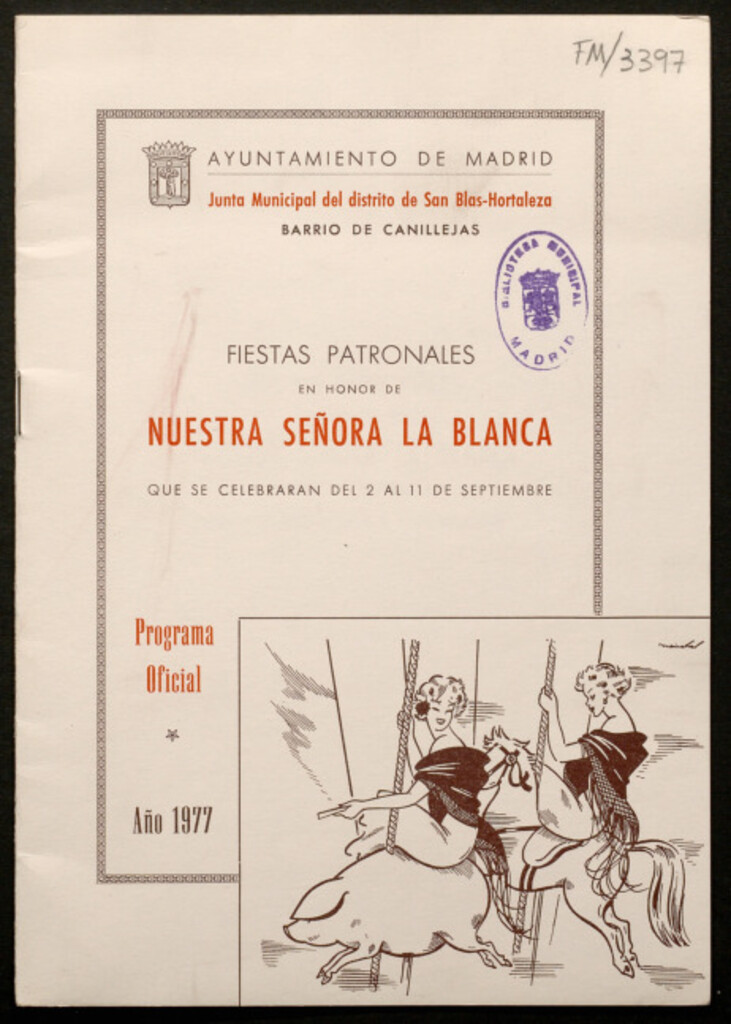 FM/3397
AYUNTAMIENTO DE MADRID
Junta Municipal del distrito de San Blas-Hortaleza
BARRIO DE CANILLEJAS
BIBLIOTECA MUNICIPAL
MADRID
FIESTAS PATRONALES
EN HONOR DE
NUESTRA SEÑORA LA BLANCA
QUE SE CELEBRARAN DEL 2 AL 11 DE SEPTIEMBRE
Programa
Oficial
Año 1977